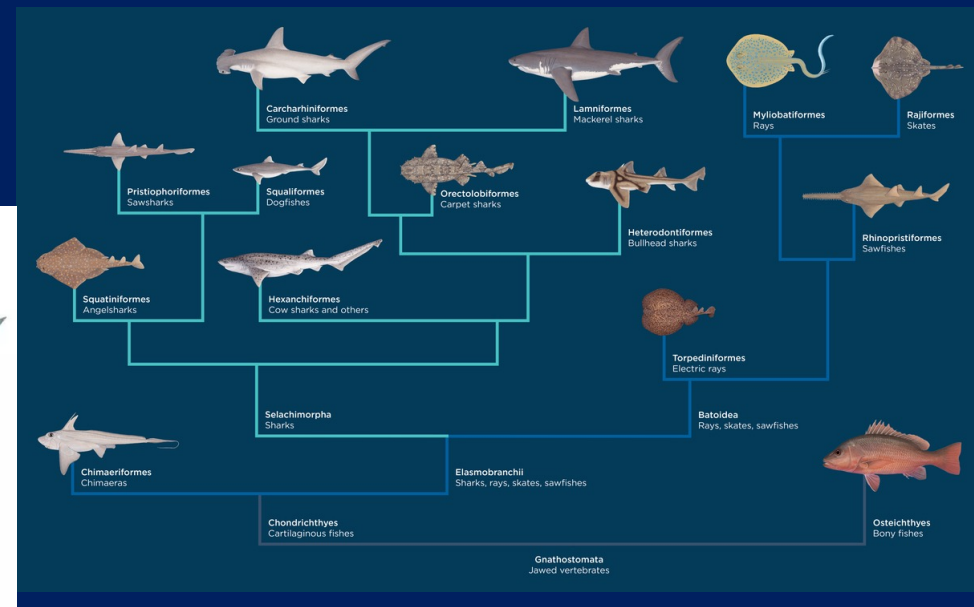 Carcharhiniformes
Ground sharks
Lamniformes
Mackerel sharks
Myliobatiformes
Rays
Rajiformes
Skates
Pristiophoriformes
Sawsharks
Squaliformes
Dogfishes
Orectolobiformes
Carpet sharks
Heterodontiformes
Bullhead sharks
Rhinopristiformes
Sawfishes
Squatiniformes
Angelsharks
Hexanchiformes
Cow sharks and others
Torpediniformes
Electric rays
Selachimorpha
Sharks
Batoidea
Rays, skates, sawfishes
Chimaeriformes
Chimaeras
Elasmobranchii
Sharks, rays, skates, sawfishes
Chondrichthyes
Cartilaginous fishes
Osteichthyes
Bony fishes
Gnathostomata
Jawed vertebrates